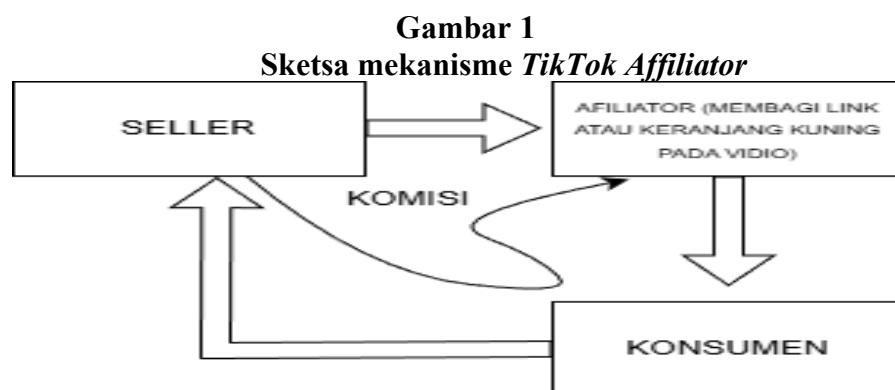 Gambar 1
Sketsa mekanisme TikTok Affiliator
SELLER
AFILIATOR (MEMBAGI LINK
ATAU KERANJANG KUNING
PADA VIDIO)
KOMISI
KONSUMEN